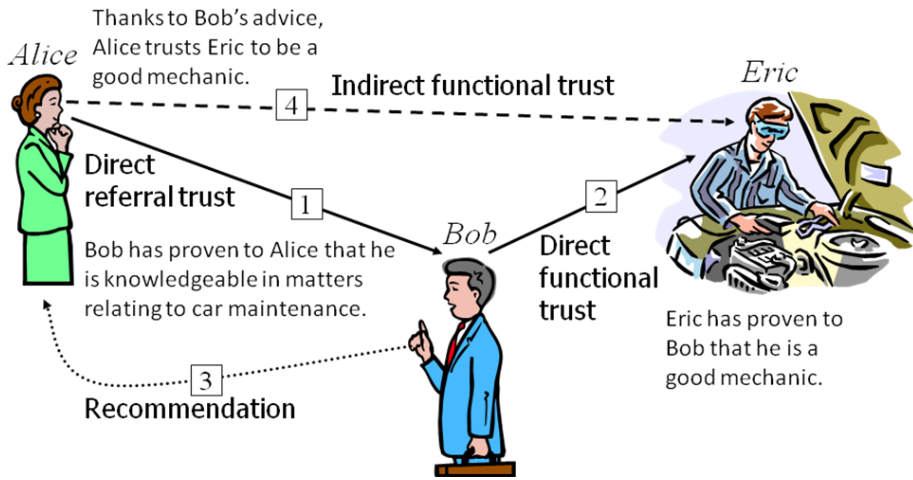 Thanks to Bob’s advice,
Alice trusts Eric to be a
good mechanic.
Alice
Eric
Indirect functional trust
4
Direct
referral trust
1
2
Bob
Direct
functional
trust
Bob has proven to Alice that he
is knowledgeable in matters
relating to car maintenance.
Eric has proven to
Bob that he is a
good mechanic.
3
Recommendation